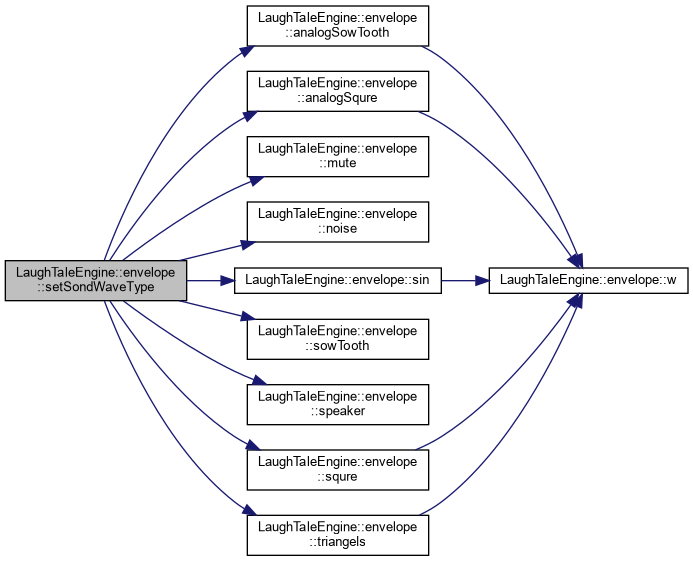 LaughTaleEngine::envelope
::analogSowTooth
LaughTaleEngine::envelope
::analogSqure
LaughTaleEngine::envelope
::mute
LaughTaleEngine::envelope
::noise
LaughTaleEngine::envelope
::setSondWaveType
LaughTaleEngine::envelope::sin
LaughTaleEngine::envelope::w
LaughTaleEngine::envelope
::sowTooth
LaughTaleEngine::envelope
::speaker
LaughTaleEngine::envelope
::squre
LaughTaleEngine::envelope
::triangels